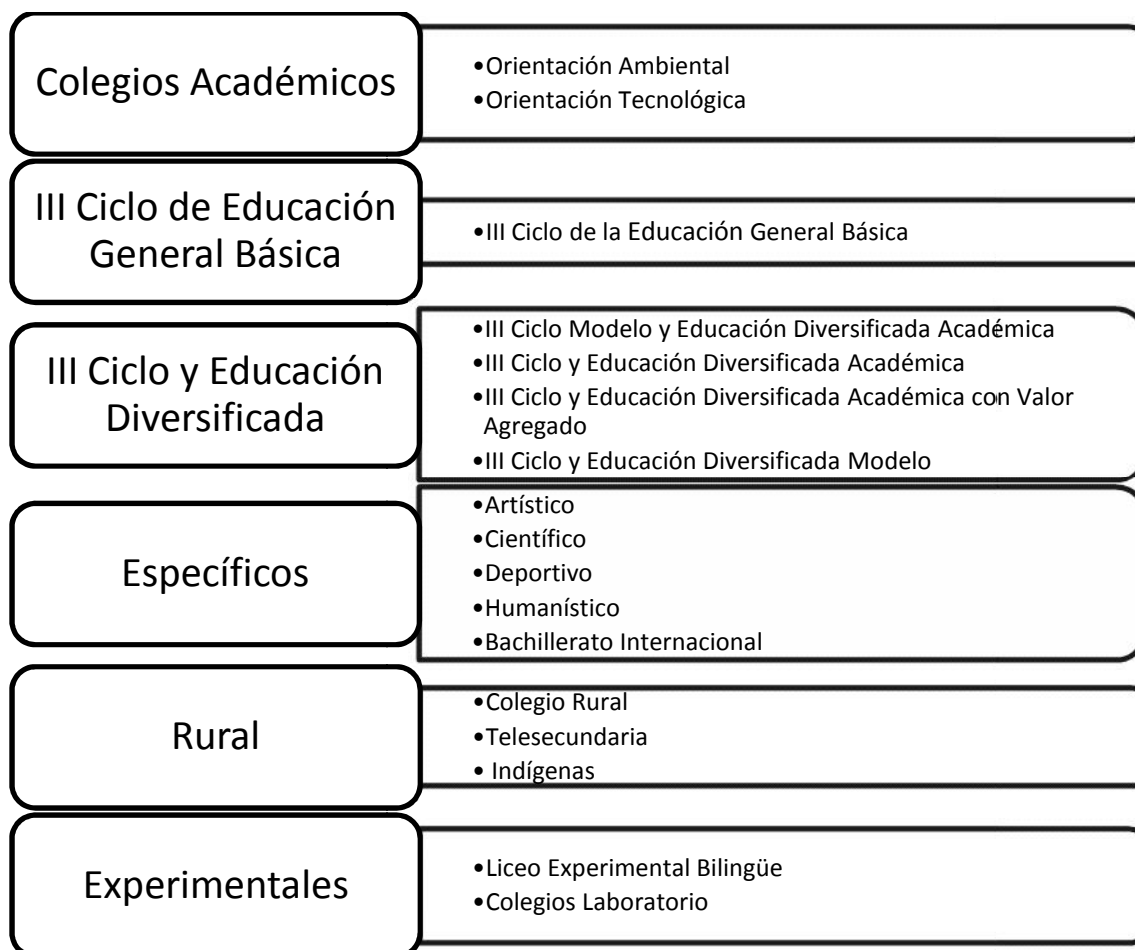 Colegios Académicos
•Orientación Ambiental
•Orientación Tecnológica
III Ciclo de Educación
General Básica
•III Ciclo de la Educación General Básica
III Ciclo y Educación
Diversificada
•III Ciclo Modelo y Educación Diversificada Académica
•III Ciclo y Educación Diversificada Académica
•III Ciclo y Educación Diversificada Académica con Valor
Agregado
•III Ciclo y Educación Diversificada Modelo
Específicos
•Artístico
•Científico
•Deportivo
•Humanístico
•Bachillerato Internacional
Rural
•Colegio Rural
•Telesecundaria
• Indígenas
Experimentales
•Liceo Experimental Bilingüe
•Colegios Laboratorio